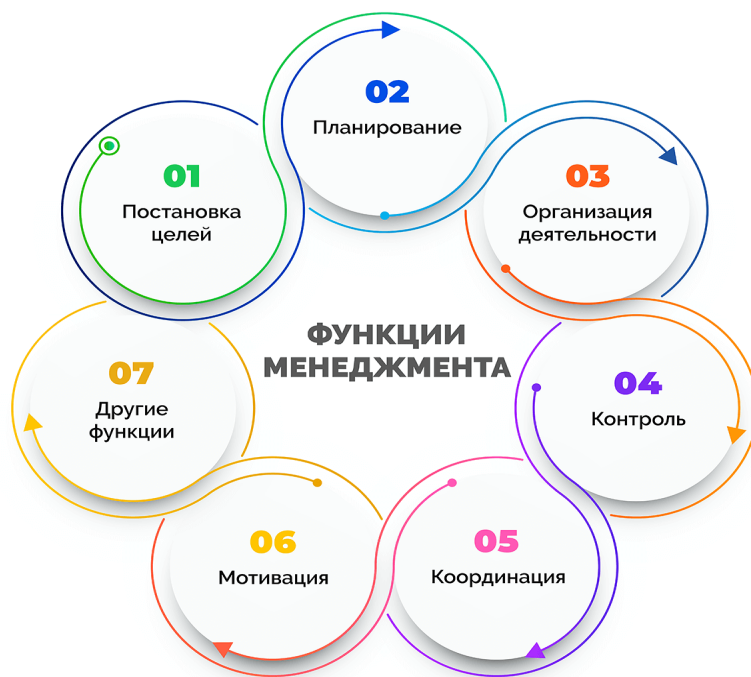 ФУНКЦИИ
МЕНЕДЖМЕНТА
01
Постановка
целей
02
Планирование
03
Организация
деятельности
04
Контроль
05
Координация
06
Мотивация
07
Другие
функции